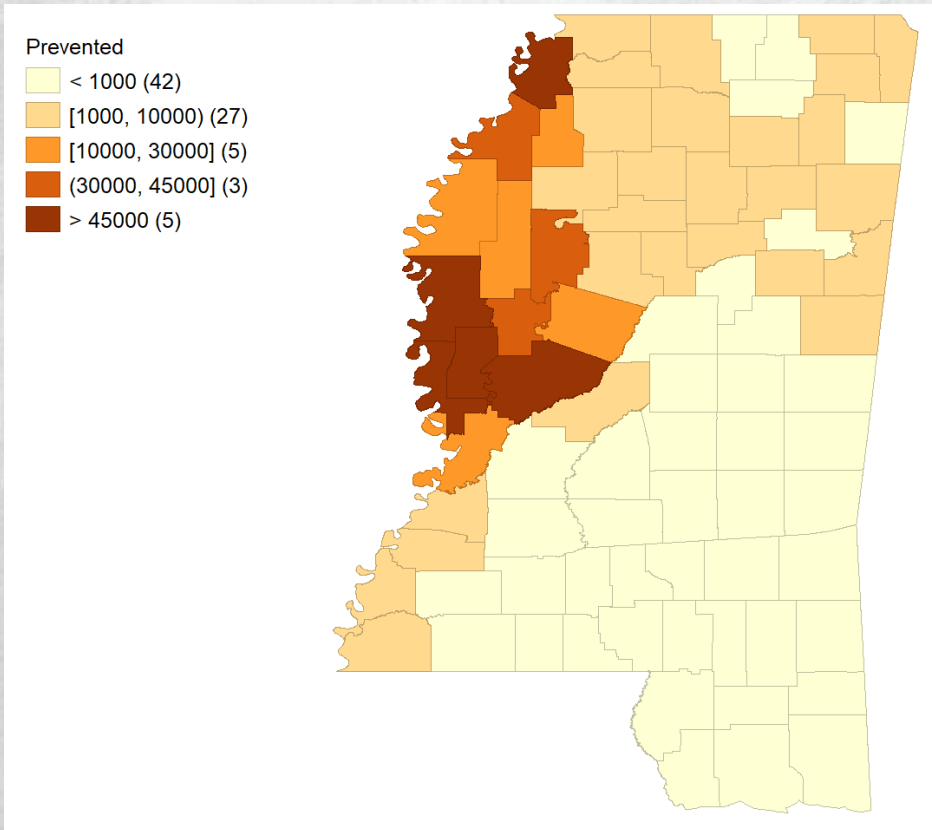 Prevented
< 1000 (42)
[1000, 10000) (27)
[10000, 30000] (5)
(30000, 45000] (3)
> 45000 (5)